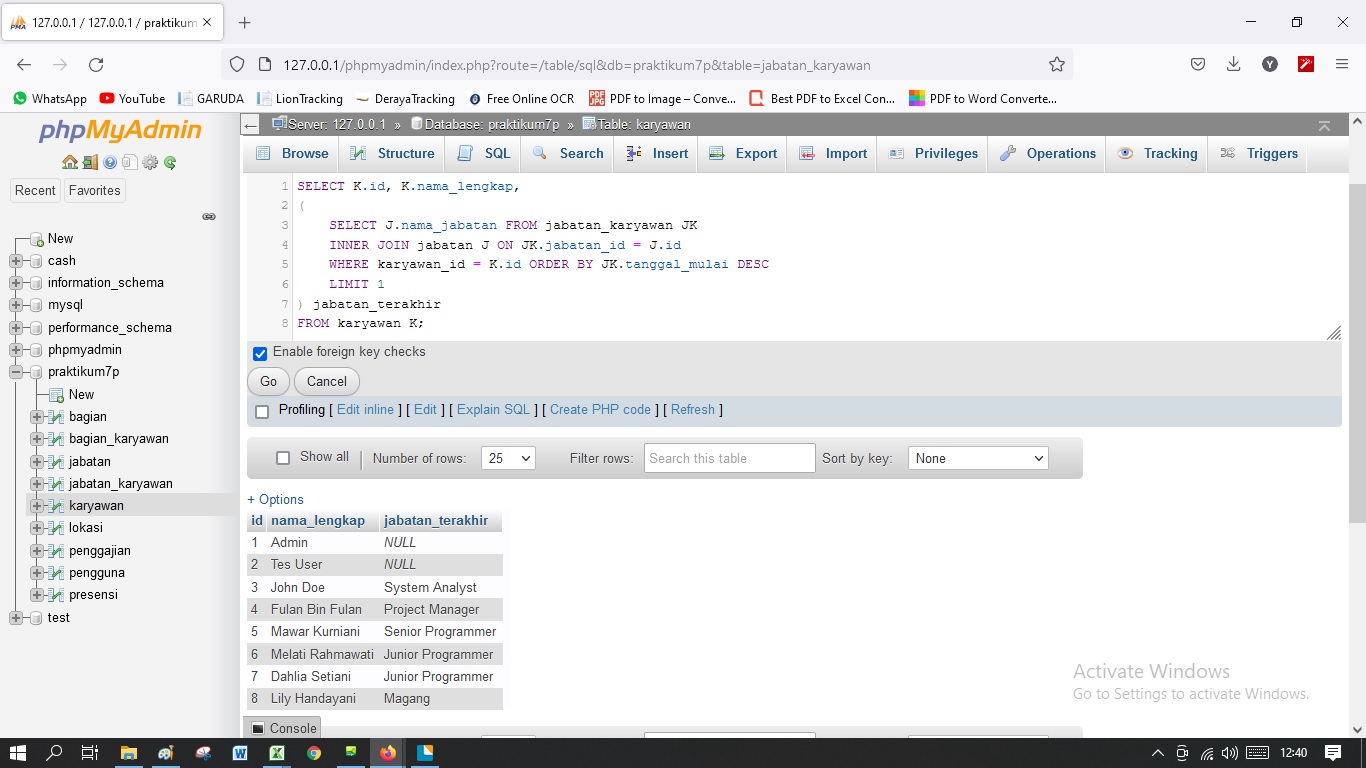 127.0.0.1 / 127.0.0.1 / praktikum
127.0.0.1/phpmyadmin/index.php?route=/table/sql&db=praktikum7p&table=jabatan_karyawan
WhatsApp YouTube GARUDA LionTracking DerayaTracking Free Online OCR PDF to Image – Conve... Best PDF to Excel Con... PDF to Word Converte...
phpMyAdmin
Recent Favorites
New
cash
information_schema
mysql
performance_schema
phpmyadmin
praktikum7p
New
bagian
bagian_karyawan
jabatan
jabatan_karyawan
karyawan
lokasi
penggajian
pengguna
presensi
test
Server: 127.0.0.1 » Database: praktikum7p » Table: karyawan
Browse Structure SQL Search Insert Export Import Privileges Operations Tracking Triggers
1 SELECT K.id, K.nama_lengkap,
2 (
3 SELECT J.nama_jabatan FROM jabatan_karyawan JK
4 INNER JOIN jabatan J ON JK.jabatan_id = J.id
5 WHERE karyawan_id = K.id ORDER BY JK.tanggal_mulai DESC
6 LIMIT 1
7 ) jabatan_terakhir
8 FROM karyawan K;
Enable foreign key checks
Go Cancel
Profiling [ Edit inline ] [ Edit ] [ Explain SQL ] [ Create PHP code ] [ Refresh ]
Show all Number of rows: 25 Filter rows: Search this table Sort by key: None
+ Options
id nama_lengkap jabatan_terakhir
1 Admin NULL
2 Tes User NULL
3 John Doe System Analyst
4 Fulan Bin Fulan Project Manager
5 Mawar Kurniani Senior Programmer
6 Melati Rahmawati Junior Programmer
7 Dahlia Setiani Junior Programmer
8 Lily Handayani Magang
Console
Activate Windows
Go to Settings to activate Windows.
12:40